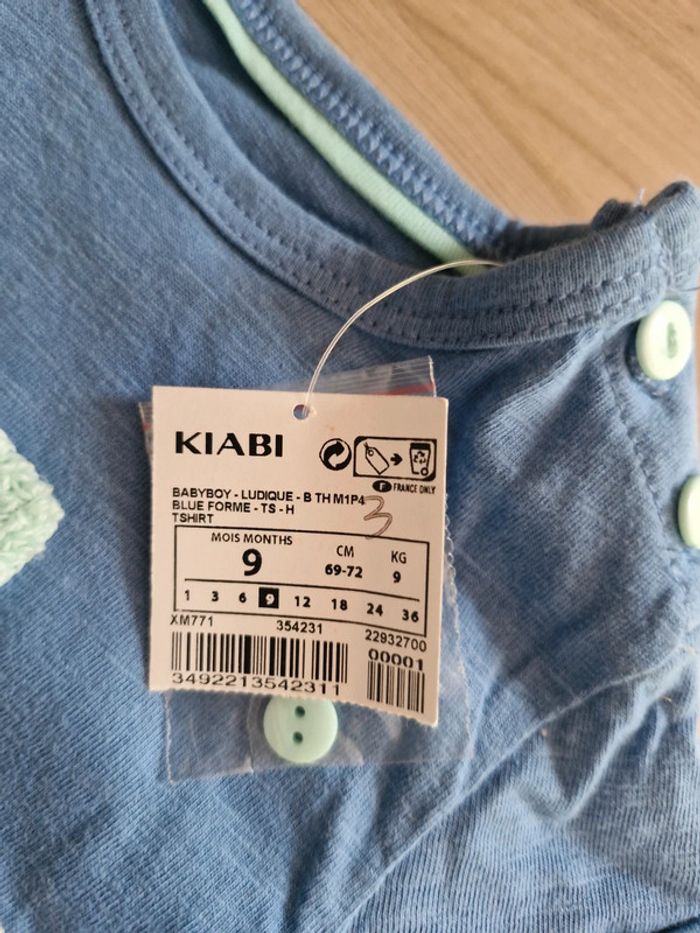 KIABI
F FRANCE ONLY
BABYBOY - LUDIQUE - B TH M1P4
BLUE FORME - TS - H
TSHIRT
3
MOIS MONTHS CM KG
9 69-72 9
1 3 6 9 12 18 24 36
XM771 354231 22932700
00001
3492213542311